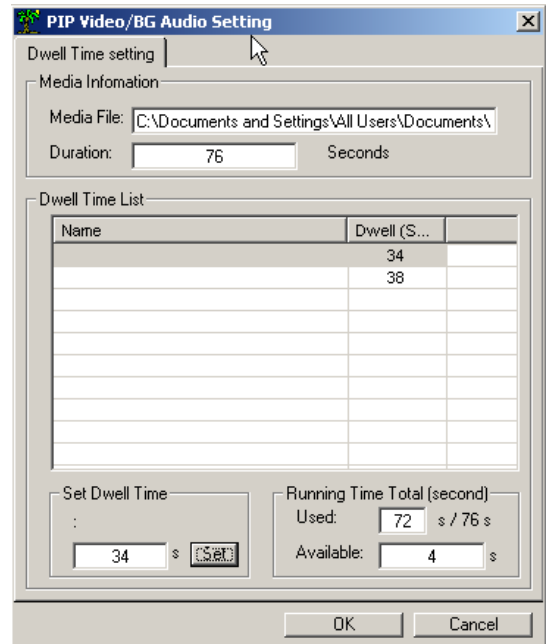 PIP Video/BG Audio Setting
Dwell Time setting
Media Infomation
Media File: C:\Documents and Settings\All Users\Documents\
Duration: 76 Seconds
Dwell Time List
Name Dwell (S...
34
38
Set Dwell Time
:
34 s Set
Running Time Total (second)
Used: 72 s / 76 s
Available: 4 s
OK Cancel